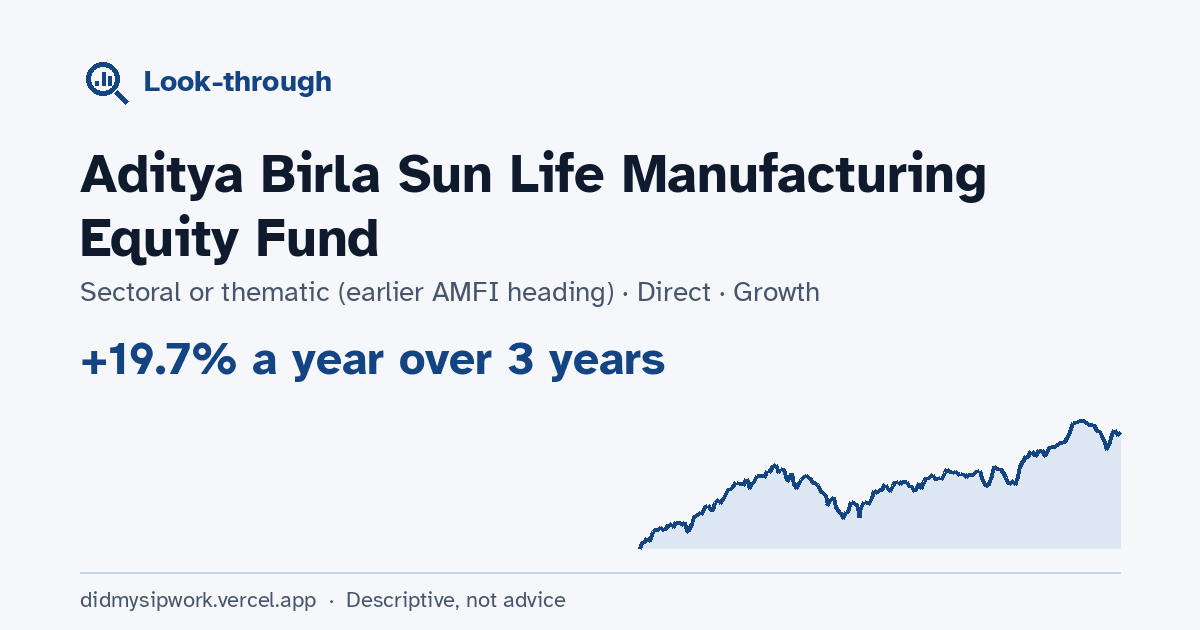 Look-through
Aditya Birla Sun Life Manufacturing
Equity Fund
Sectoral or thematic (earlier AMFI heading) · Direct · Growth
+19.7% a year over 3 years
didmysipwork.vercel.app · Descriptive, not advice